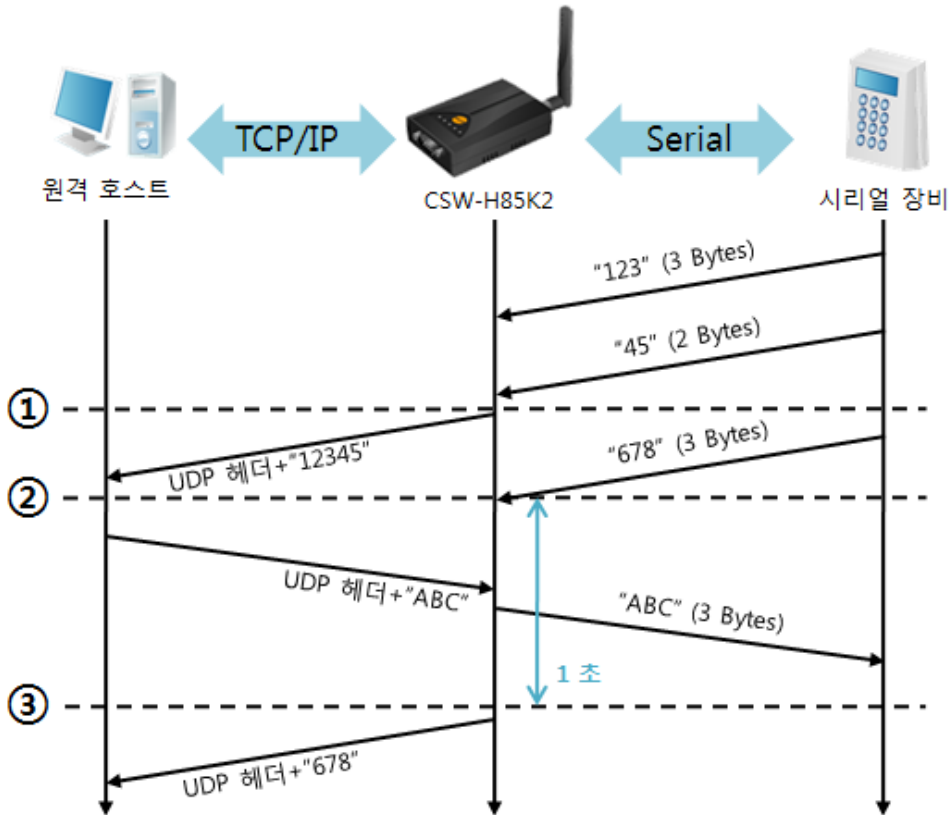 TCP/IP
Serial
원격 호스트
CSW-H85K2
시리얼 장비
"123" (3 Bytes)
"45" (2 Bytes)
①
UDP 헤더+"12345"
"678" (3 Bytes)
②
UDP 헤더+"ABC"
"ABC" (3 Bytes)
1 초
③
UDP 헤더+"678"